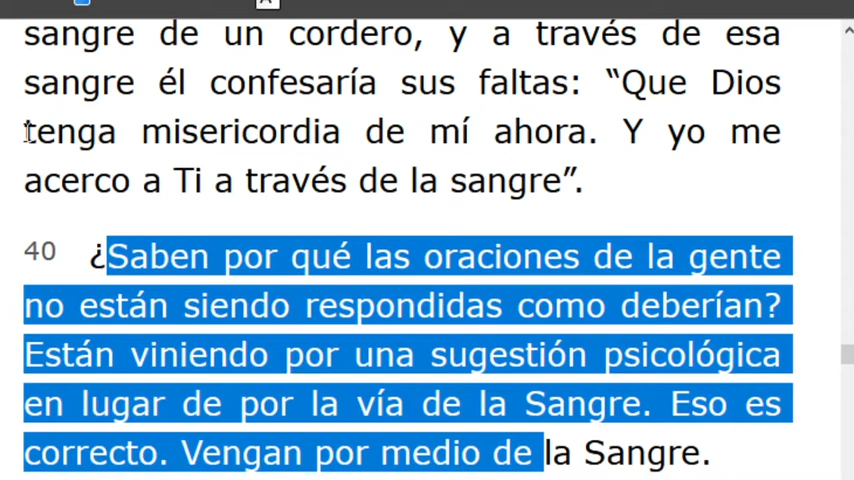 sangre de un cordero, y a través de esa
sangre él confesaría sus faltas: “Que Dios
tenga misericordia de mí ahora. Y yo me
acerco a Ti a través de la sangre”.
40 ¿Saben por qué las oraciones de la gente
no están siendo respondidas como deberían?
Están viniendo por una sugestión psicológica
en lugar de por la vía de la Sangre. Eso es
correcto. Vengan por medio de la Sangre.